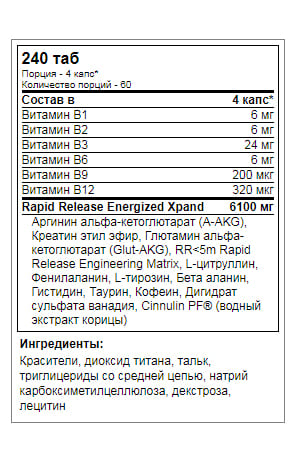 240 таб
Порция - 4 капс*
Количество порций - 60
Состав в 4 капс*
Витамин B1 6 мг
Витамин B2 6 мг
Витамин B3 24 мг
Витамин B6 6 мг
Витамин B9 200 мкг
Витамин B12 320 мкг
Rapid Release Energized Xpand 6100 мг
Аргинин альфа-кетоглютарат (A-AKG),
Креатин этил эфир, Глютамин альфа-
кетоглютарат (Glut-AKG), RR<5m Rapid
Release Engineering Matrix, L-цитруллин,
Фенилаланин, L-тирозин, Бета аланин,
Гистидин, Таурин, Кофеин, Дигидрат
сульфата ванадия, Cinnulin PF® (водный
экстракт корицы)
Ингредиенты:
Красители, диоксид титана, тальк,
триглицериды со средней цепью, натрий
карбоксиметилцеллюлоза, декстроза,
лецитин